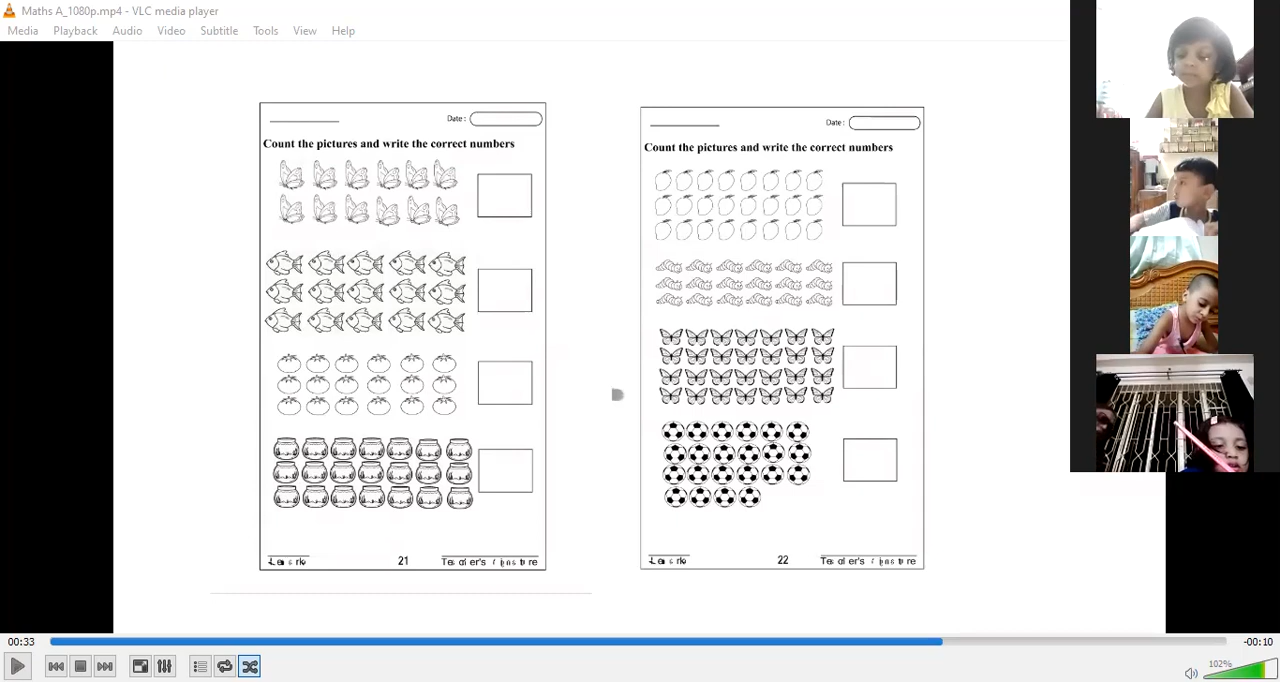 Maths A_1080p.mp4 - VLC media player
Media Playback Audio Video Subtitle Tools View Help
Date :
Count the pictures and write the correct numbers
21
Date :
Count the pictures and write the correct numbers
22
00:33
-00:10
102%